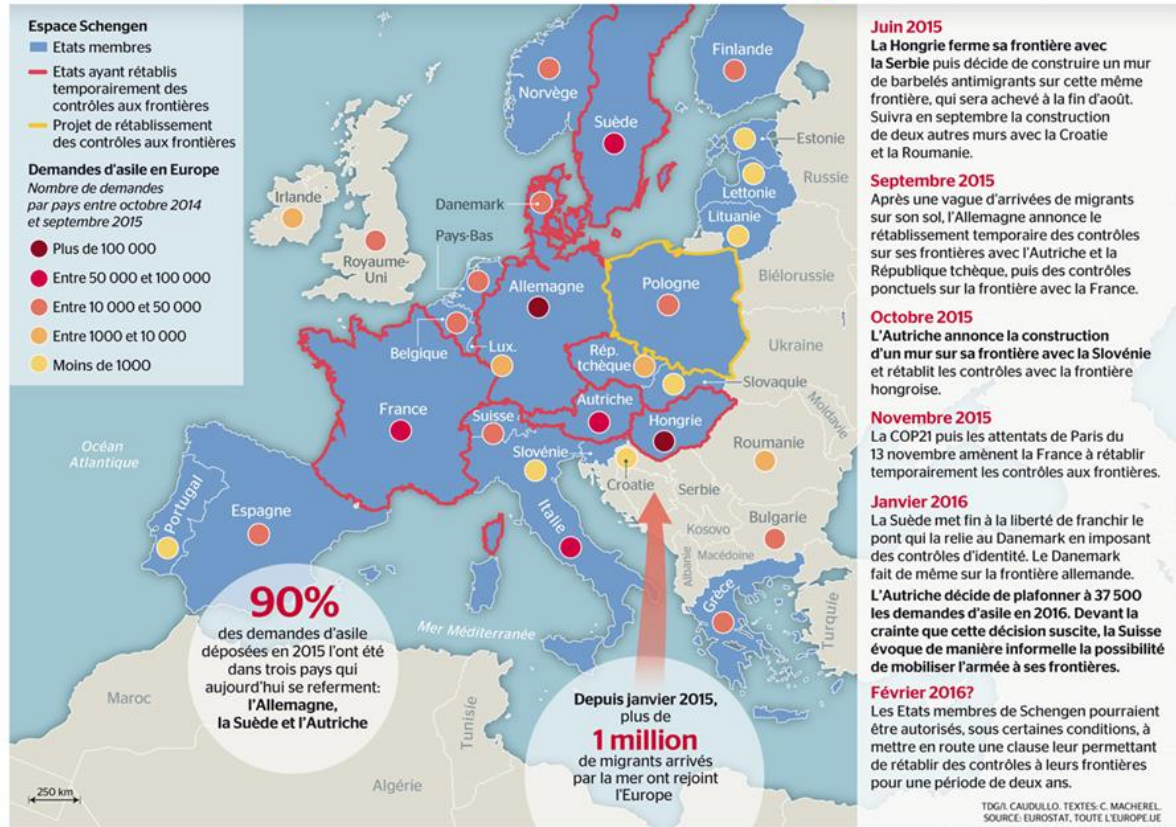 Espace Schengen
Etats membres
Etats ayant rétablis
temporairement des
contrôles aux frontières
Projet de rétablissement
des contrôles aux frontières
Demandes d'asile en Europe
Nombre de demandes
par pays entre octobre 2014
et septembre 2015
Plus de 100 000
Entre 50 000 et 100 000
Entre 10 000 et 50 000
Entre 1000 et 10 000
Moins de 1000
Norvège
Finlande
Suède
Estonie
Russie
Lettonie
Lituanie
Irlande
Royaume-
Uni
Danemark
Pays-Bas
Allemagne
Pologne
Biélorussie
Belgique
Lux.
Rép.
tchèque
Ukraine
Slovaquie
France
Suisse
Autriche
Hongrie
Moldavie
Roumanie
Océan
Atlantique
Slovénie
Croatie
Serbie
Portugal
Espagne
Italie
Kosovo
Bulgarie
Albanie
Macédoine
Grèce
Turquie
Mer Méditerranée
Maroc
Algérie
Tunisie
250 km
90%
des demandes d'asile
déposées en 2015 l'ont été
dans trois pays qui
aujourd'hui se referment:
l'Allemagne,
la Suède et l'Autriche
Depuis janvier 2015,
plus de
1 million
de migrants arrivés
par la mer ont rejoint
l'Europe
Juin 2015
La Hongrie ferme sa frontière avec
la Serbie puis décide de construire un mur
de barbelés antimigrants sur cette même
frontière, qui sera achevé à la fin d'août.
Suivra en septembre la construction
de deux autres murs avec la Croatie
et la Roumanie.
Septembre 2015
Après une vague d'arrivées de migrants
sur son sol, l'Allemagne annonce le
rétablissement temporaire des contrôles
sur ses frontières avec l'Autriche et la
République tchèque, puis des contrôles
ponctuels sur la frontière avec la France.
Octobre 2015
L'Autriche annonce la construction
d'un mur sur sa frontière avec la Slovénie
et rétablit les contrôles avec la frontière
hongroise.
Novembre 2015
La COP21 puis les attentats de Paris du
13 novembre amènent la France à rétablir
temporairement les contrôles aux frontières.
Janvier 2016
La Suède met fin à la liberté de franchir le
pont qui la relie au Danemark en imposant
des contrôles d'identité. Le Danemark
fait de même sur la frontière allemande.
L'Autriche décide de plafonner à 37 500
les demandes d'asile en 2016. Devant la
crainte que cette décision suscite, la Suisse
évoque de manière informelle la possibilité
de mobiliser l'armée à ses frontières.
Février 2016?
Les Etats membres de Schengen pourraient
être autorisés, sous certaines conditions, à
mettre en route une clause leur permettant
de rétablir des contrôles à leurs frontières
pour une période de deux ans.
TDG/I. CAUDULLO. TEXTES: C. MACHEREL.
SOURCE: EUROSTAT, TOUTE L'EUROPE.UE